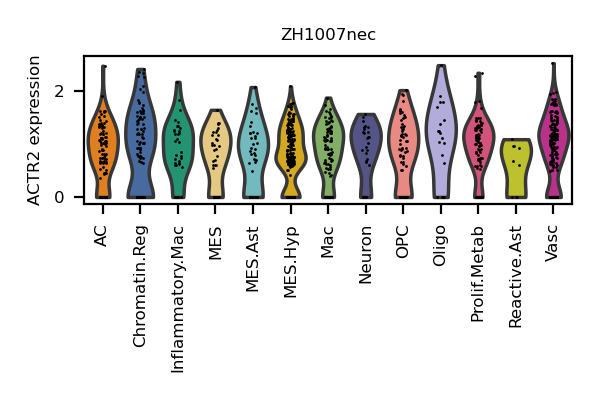 ZH1007nec
ACTR2 expression
2
0
AC
Chromatin.Reg
Inflammatory.Mac
MES
MES.Ast
MES.Hyp
Mac
Neuron
OPC
Oligo
Prolif.Metab
Reactive.Ast
Vasc